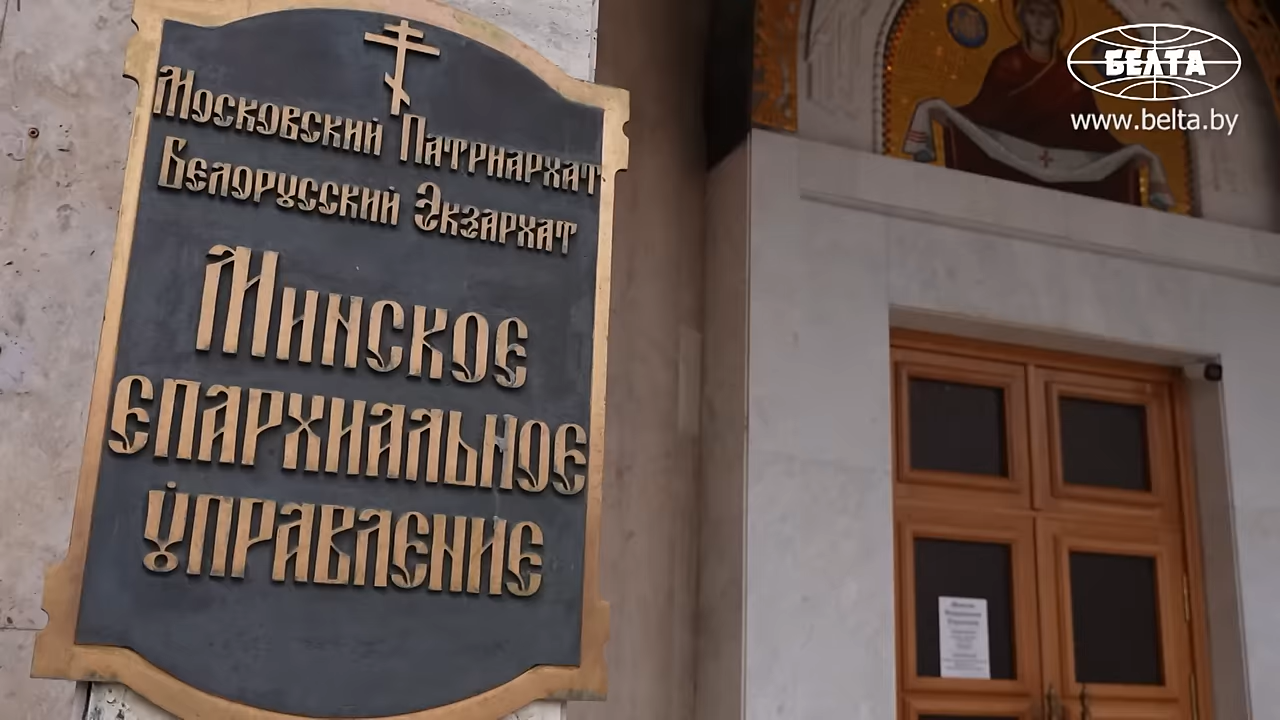 Московский Патриархат
Белорусский Экзархат
Минское
епархиальное
управление
БЕЛТА
www.belta.by